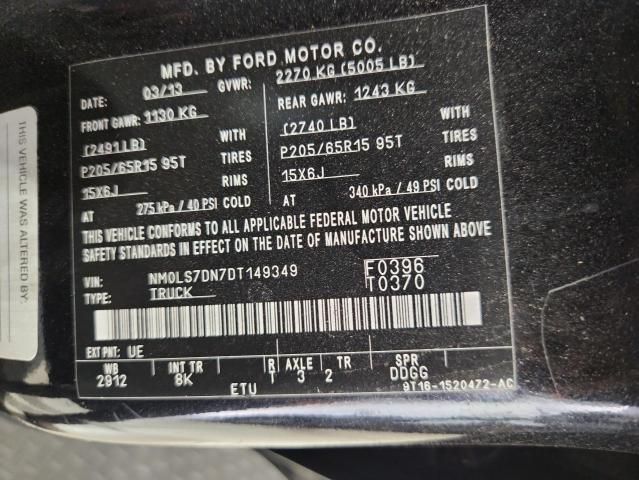 MFD. BY FORD MOTOR CO.
DATE: 03/13 GVWR: 2270 KG (5005 LB)
FRONT GAWR: 1130 KG REAR GAWR: 1243 KG
(2491 LB) WITH (2740 LB) WITH
P205/65R15 95T TIRES P205/65R15 95T TIRES
15X6J RIMS 15X6J RIMS
AT 275 kPa / 40 PSI COLD AT 340 kPa / 49 PSI COLD
THIS VEHICLE CONFORMS TO ALL APPLICABLE FEDERAL MOTOR VEHICLE
SAFETY STANDARDS IN EFFECT ON THE DATE OF MANUFACTURE SHOWN ABOVE
VIN: NM0LS7DN7DT149349 F0396
TYPE: TRUCK T0370
EXT PNT: UE
WB INT TR R AXLE TR SPR
2912 8K 1 3 2 DDGG
ETU 9T16-1520472-AC
THIS VEHICLE WAS ALTERED BY: